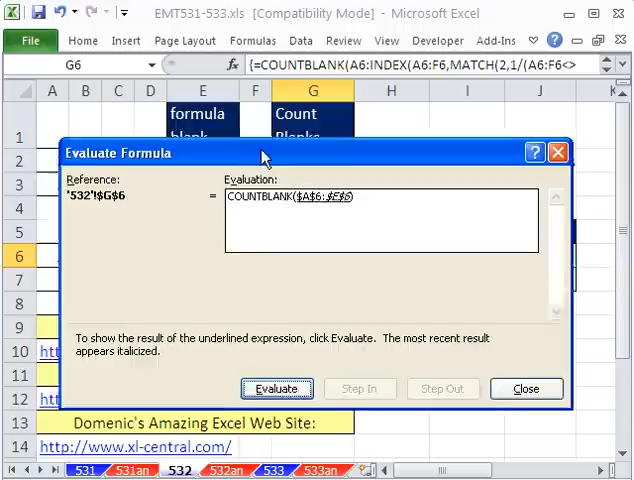 EMT531-533.xls [Compatibility Mode] - Microsoft Excel
File Home Insert Page Layout Formulas Data Review View Developer Add-Ins
G6 fx {=COUNTBLANK(A6:INDEX(A6:F6,MATCH(2,1/(A6:F6<>
A B C D E F G H I J K
formula Count
1 blank Blanks
2
3
4
5
6
7
8
9
10 htt
11
12 htt
13 Domenic's Amazing Excel Web Site:
14 http://www.xl-central.com/
Evaluate Formula
Reference: Evaluation:
'532'!$G$6 = COUNTBLANK($A$6:$E$6)
To show the result of the underlined expression, click Evaluate. The most recent result
appears italicized.
Evaluate Step In Step Out Close
531 531an 532 532an 533 533an